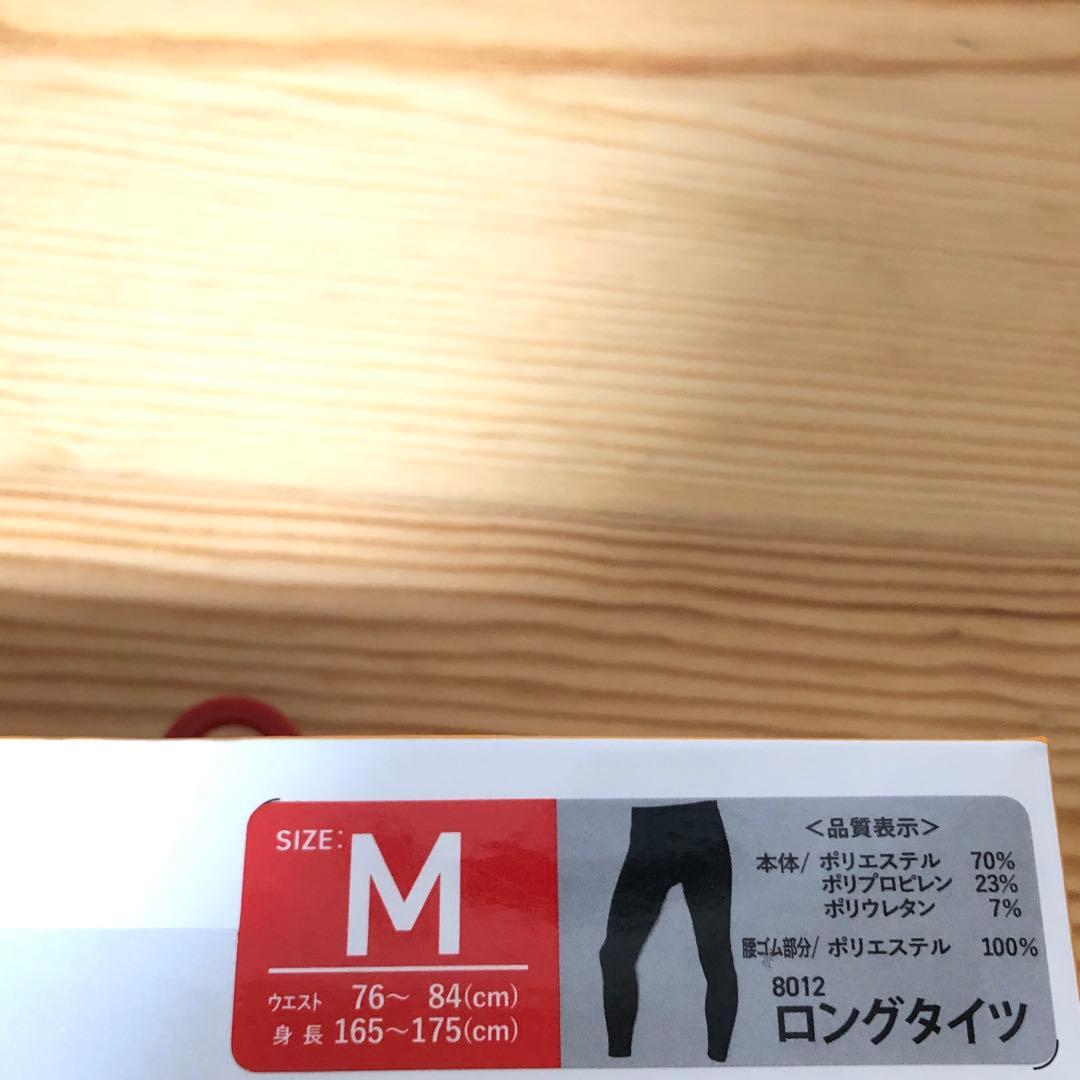 SIZE: M
ウエスト 76～ 84(cm)
身長 165～175(cm)
＜品質表示＞
本体/ ポリエステル 70%
ポリプロピレン 23%
ポリウレタン 7%
腰ゴム部分/ ポリエステル 100%
8012
ロングタイツ